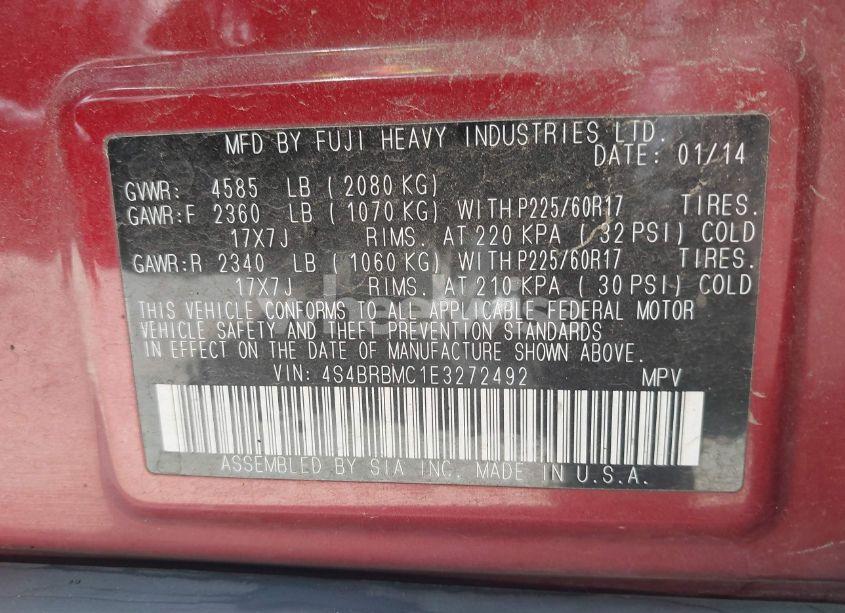 MFD BY FUJI HEAVY INDUSTRIES LTD.
DATE: 01/14
GVWR: 4585 LB ( 2080 KG)
GAWR:F 2360 LB ( 1070 KG) WITH P225/60R17 TIRES.
17X7J RIMS. AT 220 KPA ( 32 PSI) COLD
GAWR:R 2340 LB ( 1060 KG) WITH P225/60R17 TIRES.
17X7J RIMS. AT 210 KPA ( 30 PSI) COLD
THIS VEHICLE CONFORMS TO ALL APPLICABLE FEDERAL MOTOR
VEHICLE SAFETY AND THEFT PREVENTION STANDARDS
IN EFFECT ON THE DATE OF MANUFACTURE SHOWN ABOVE.
VIN: 4S4BRBMC1E3272492 MPV
ASSEMBLED BY SIA INC. MADE IN U.S.A.